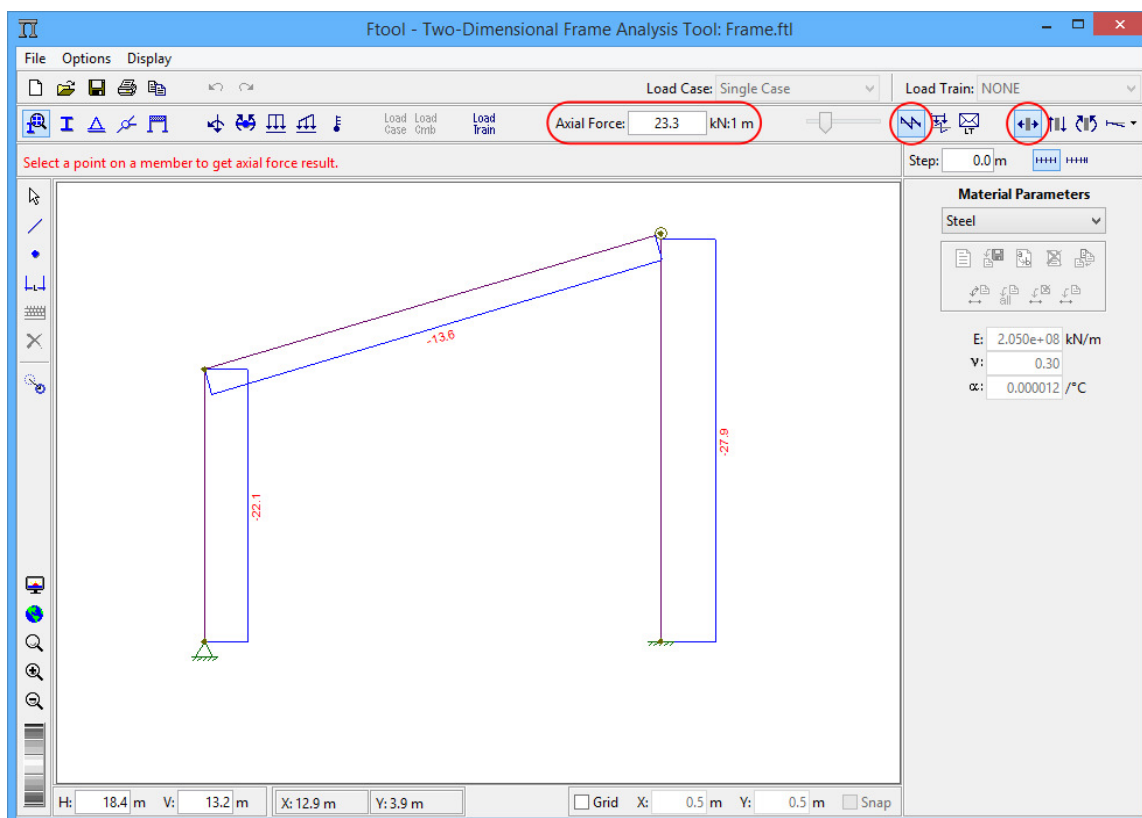 Ftool - Two-Dimensional Frame Analysis Tool: Frame.ftl
File Options Display
Load Case: Single Case Load Train: NONE
Load Case Load Cmb Load Train Axial Force: 23.3 kN:1 m LT
Select a point on a member to get axial force result. Step: 0.0 m
Material Parameters
Steel
all
E: 2.050e+08 kN/m
ν: 0.30
α: 0.000012 /°C
-13.6
-27.9
-22.1
H: 18.4 m V: 13.2 m X: 12.9 m Y: 3.9 m Grid X: 0.5 m Y: 0.5 m Snap